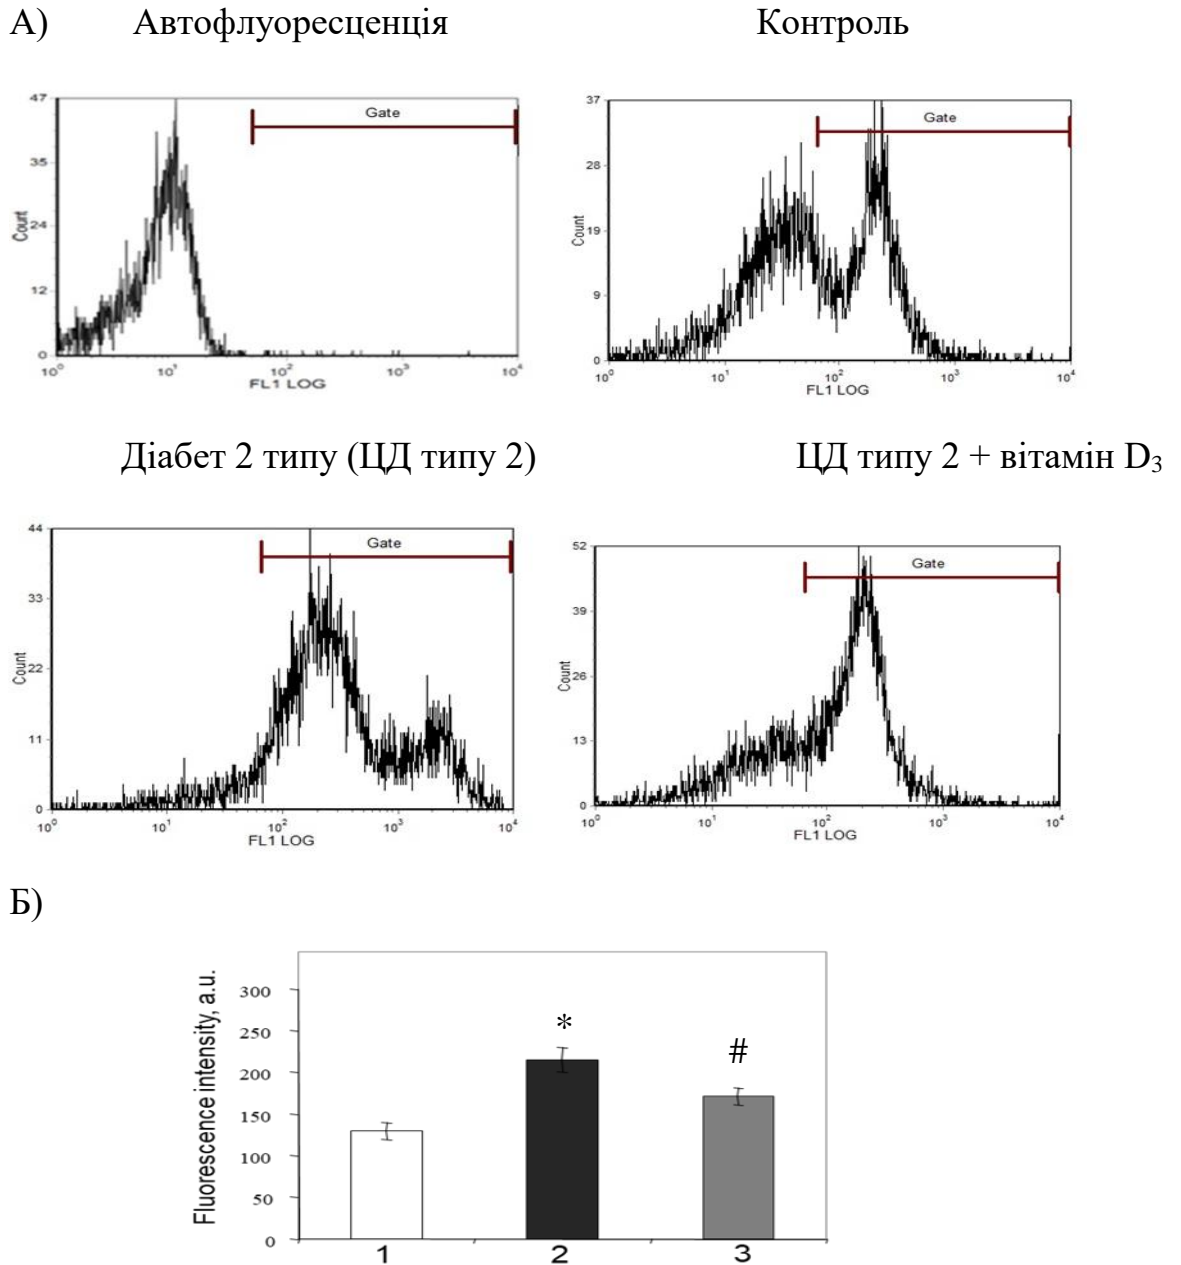 А) Автофлуоресценція Контроль
47
35
24
12
0
Count
Gate
10⁰ 10¹ 10² 10³ 10⁴
FL1 LOG
37
28
19
9
0
Count
Gate
10⁰ 10¹ 10² 10³ 10⁴
FL1 LOG
Діабет 2 типу (ЦД типу 2) ЦД типу 2 + вітамін D₃
44
33
22
11
0
Count
Gate
10⁰ 10¹ 10² 10³ 10⁴
FL1 LOG
52
39
26
13
0
Count
Gate
10⁰ 10¹ 10² 10³ 10⁴
FL1 LOG
Б)
Fluorescence intensity, a.u.
300
250
200
150
100
50
0
*
#
1 2 3